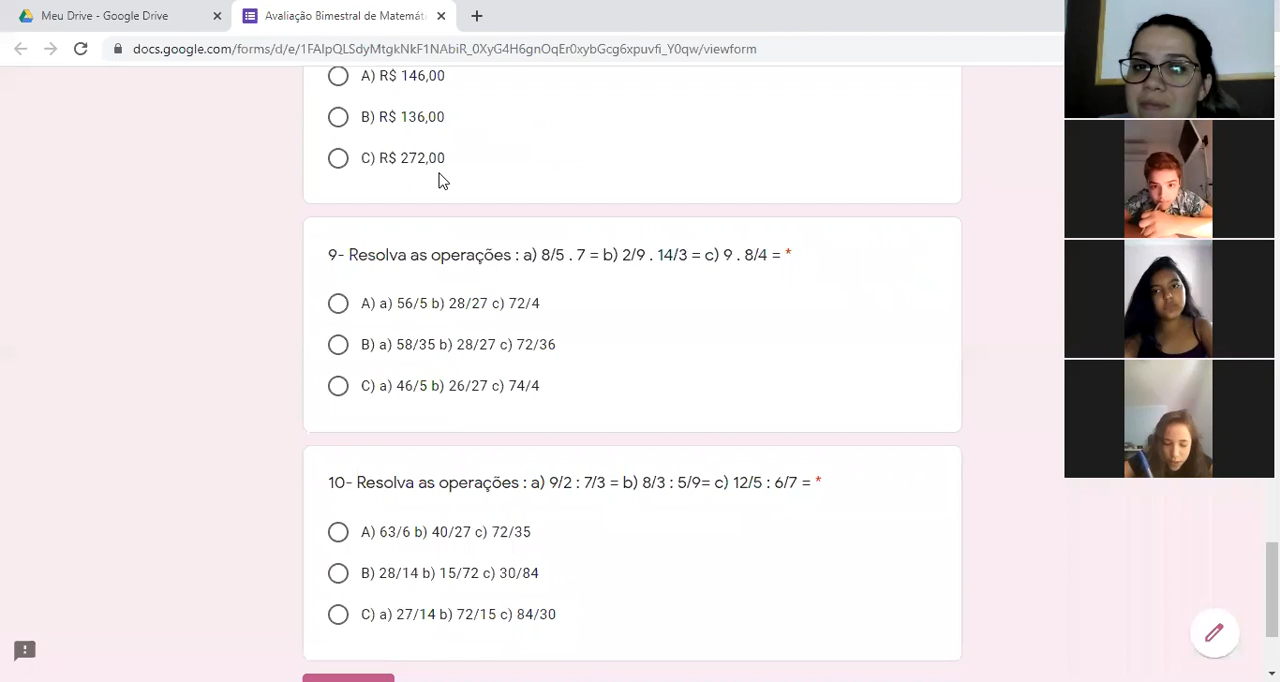 Meu Drive - Google Drive
Avaliação Bimestral de Matemát
docs.google.com/forms/d/e/1FAIpQLSdyMtgkNkF1NAbiR_0XyG4H6gnOqEr0xybGcg6xpuvfi_Y0qw/viewform
A) R$ 146,00
B) R$ 136,00
C) R$ 272,00
9- Resolva as operações : a) 8/5 . 7 = b) 2/9 . 14/3 = c) 9 . 8/4 = *
A) a) 56/5 b) 28/27 c) 72/4
B) a) 58/35 b) 28/27 c) 72/36
C) a) 46/5 b) 26/27 c) 74/4
10- Resolva as operações : a) 9/2 : 7/3 = b) 8/3 : 5/9= c) 12/5 : 6/7 = *
A) 63/6 b) 40/27 c) 72/35
B) 28/14 b) 15/72 c) 30/84
C) a) 27/14 b) 72/15 c) 84/30